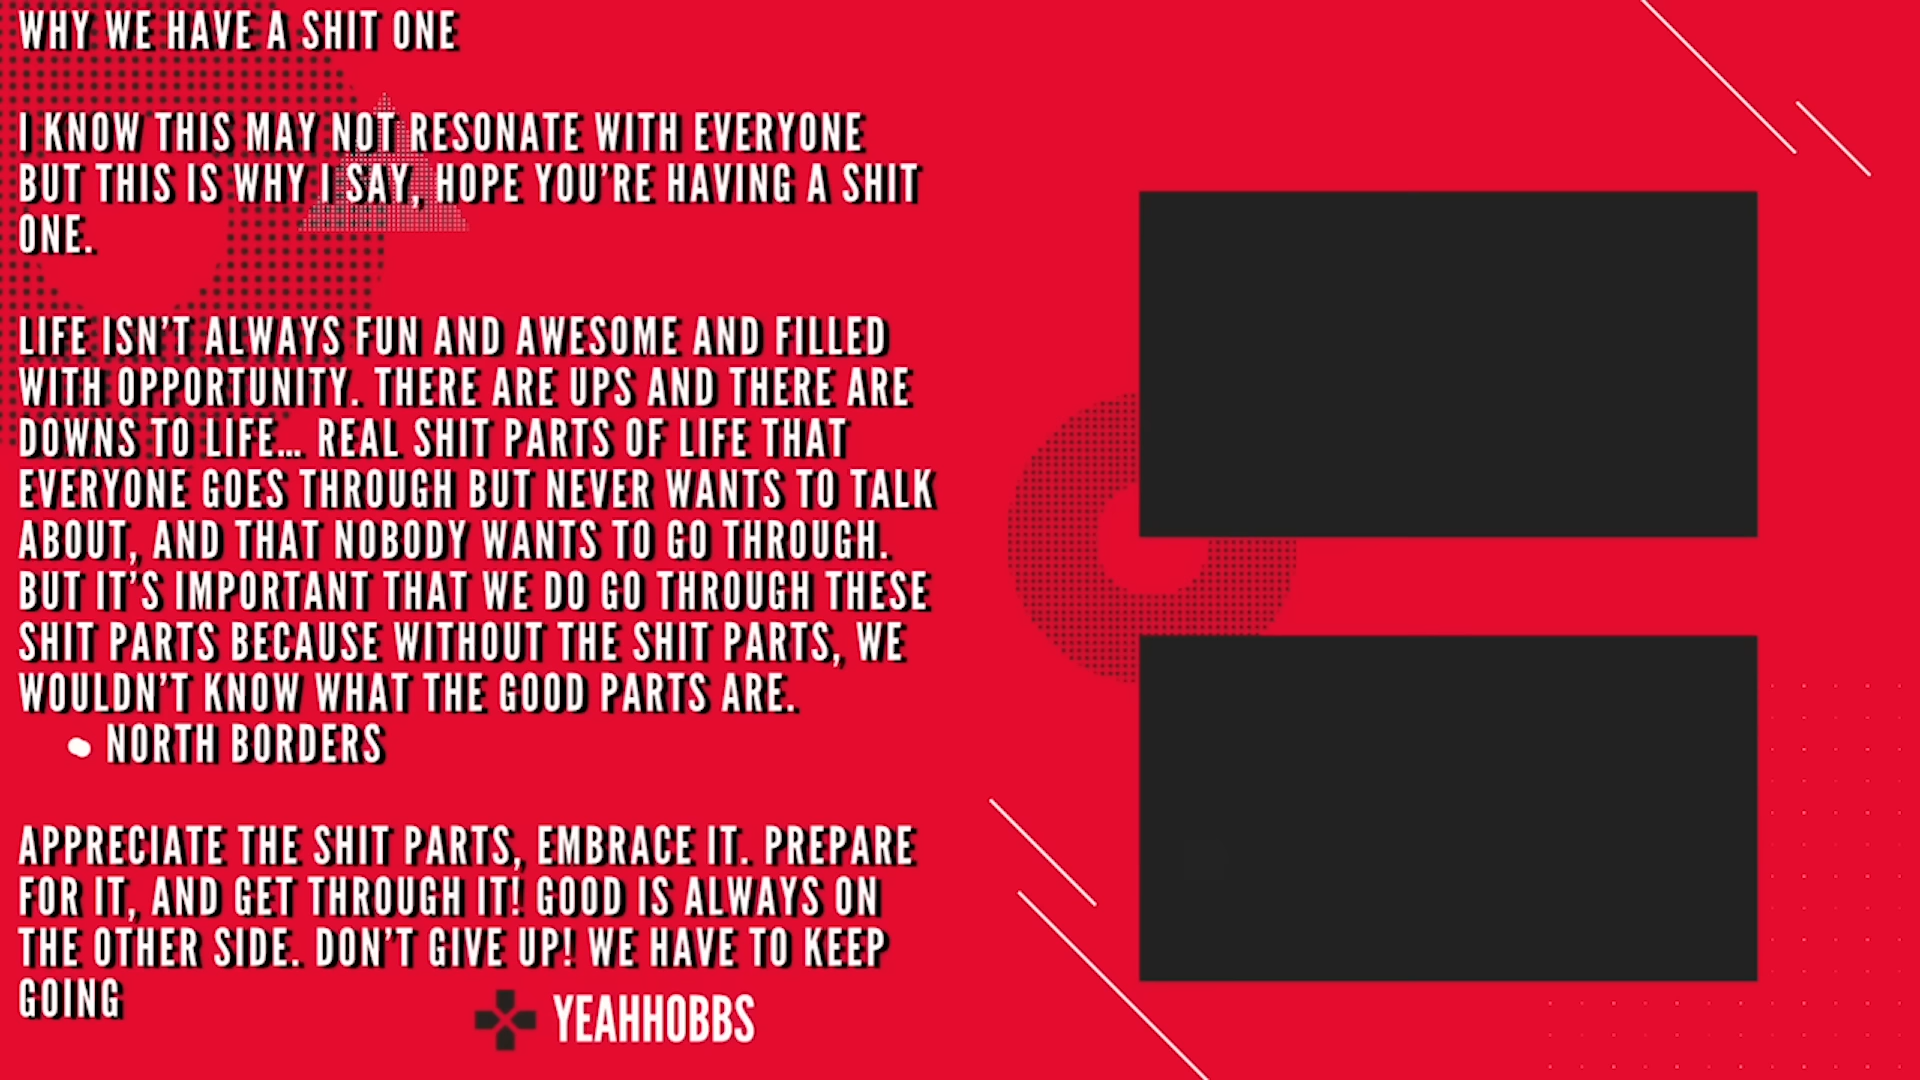 WHY WE HAVE A SHIT ONE
I KNOW THIS MAY NOT RESONATE WITH EVERYONE
BUT THIS IS WHY I SAY, HOPE YOU'RE HAVING A SHIT
ONE.
LIFE ISN'T ALWAYS FUN AND AWESOME AND FILLED
WITH OPPORTUNITY. THERE ARE UPS AND THERE ARE
DOWNS TO LIFE... REAL SHIT PARTS OF LIFE THAT
EVERYONE GOES THROUGH BUT NEVER WANTS TO TALK
ABOUT, AND THAT NOBODY WANTS TO GO THROUGH.
BUT IT'S IMPORTANT THAT WE DO GO THROUGH THESE
SHIT PARTS BECAUSE WITHOUT THE SHIT PARTS, WE
WOULDN'T KNOW WHAT THE GOOD PARTS ARE.
• NORTH BORDERS
APPRECIATE THE SHIT PARTS, EMBRACE IT. PREPARE
FOR IT, AND GET THROUGH IT! GOOD IS ALWAYS ON
THE OTHER SIDE. DON'T GIVE UP! WE HAVE TO KEEP
GOING
YEAHHOBBS